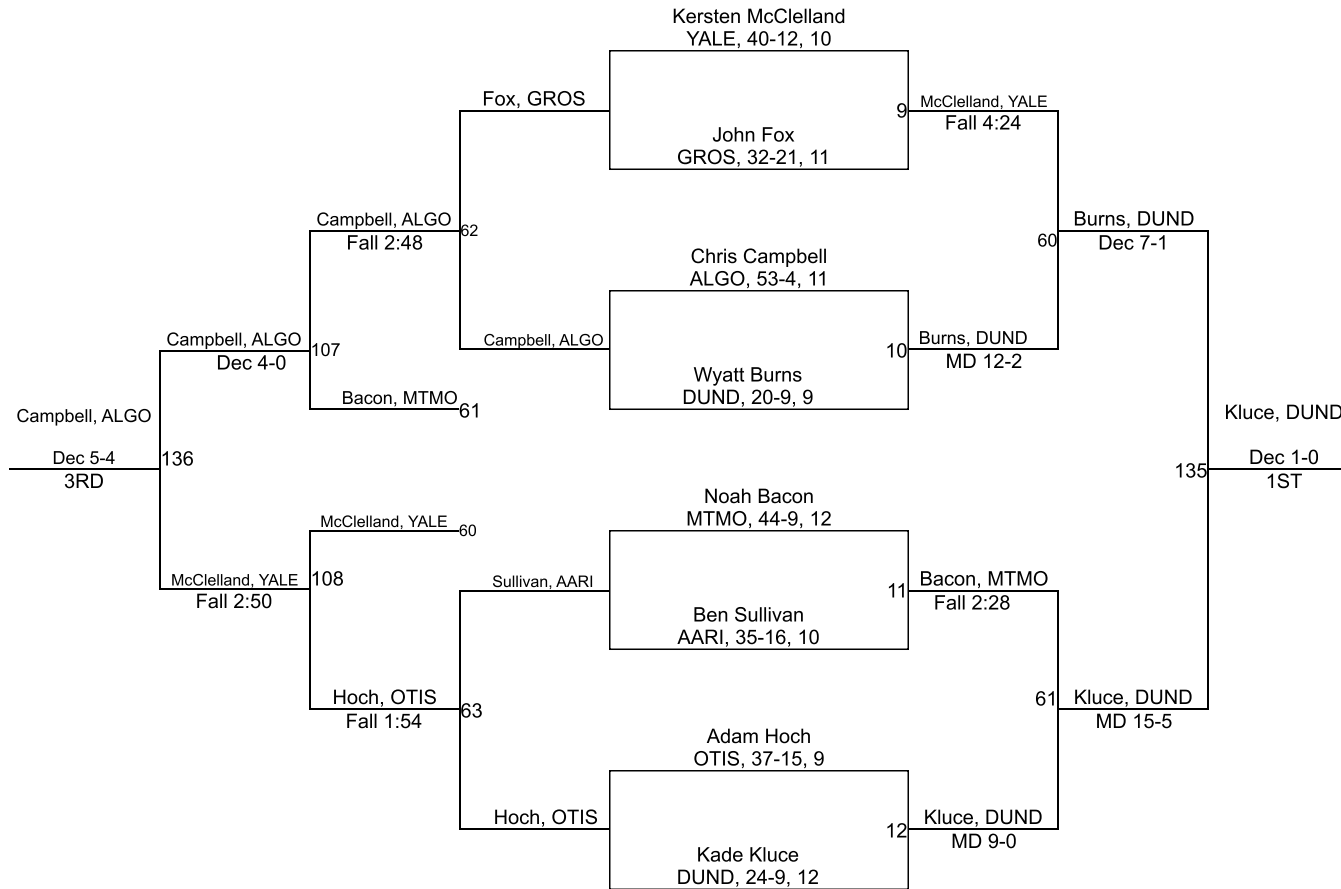 Kersten McClelland
YALE, 40-12, 10
Fox, GROS
9
McClelland, YALE
Fall 4:24
John Fox
GROS, 32-21, 11
Campbell, ALGO
Fall 2:48
62
60
Burns, DUND
Dec 7-1
Chris Campbell
ALGO, 53-4, 11
Campbell, ALGO
Dec 4-0
107
Campbell, ALGO
10
Burns, DUND
MD 12-2
Wyatt Burns
DUND, 20-9, 9
Bacon, MTMO
61
Campbell, ALGO
Dec 5-4
3RD
136
135
Kluce, DUND
Dec 1-0
1ST
Noah Bacon
MTMO, 44-9, 12
McClelland, YALE
60
McClelland, YALE
Fall 2:50
108
Sullivan, AARI
11
Bacon, MTMO
Fall 2:28
Ben Sullivan
AARI, 35-16, 10
Hoch, OTIS
Fall 1:54
63
61
Kluce, DUND
MD 15-5
Adam Hoch
OTIS, 37-15, 9
Hoch, OTIS
12
Kluce, DUND
MD 9-0
Kade Kluce
DUND, 24-9, 12